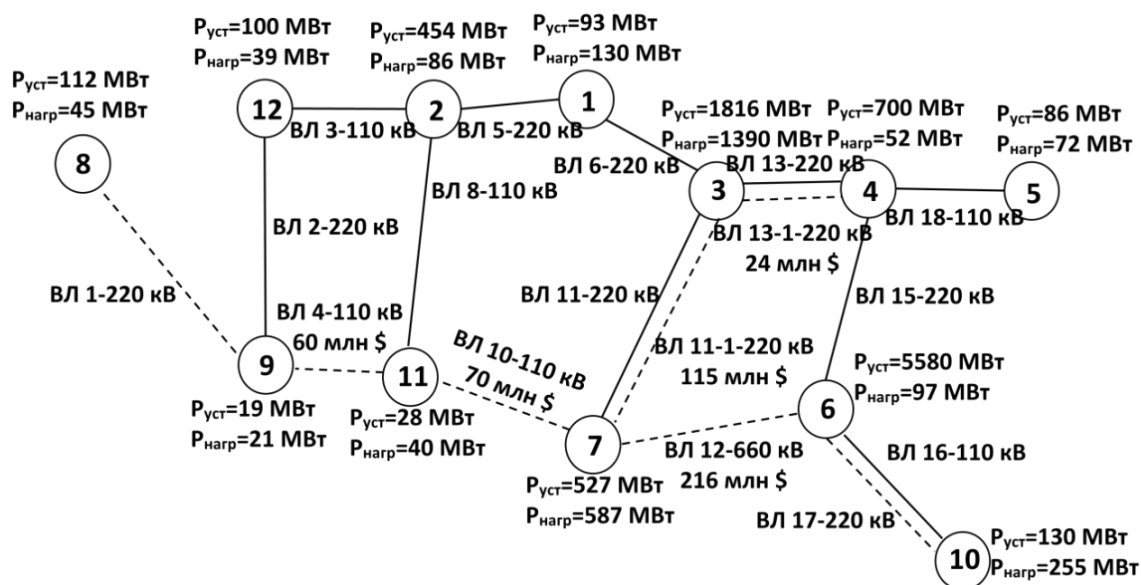 Pуст=100 МВт
Pнагр=39 МВт
Pуст=454 МВт
Pнагр=86 МВт
Pуст=93 МВт
Pнагр=130 МВт
Pуст=112 МВт
Pнагр=45 МВт
Pуст=1816 МВт
Pнагр=1390 МВт
Pуст=700 МВт
Pнагр=52 МВт
Pуст=86 МВт
Pнагр=72 МВт
12
2
1
8
3
4
5
ВЛ 3-110 кВ
ВЛ 5-220 кВ
ВЛ 6-220 кВ
ВЛ 13-220 кВ
ВЛ 8-110 кВ
ВЛ 13-1-220 кВ
24 млн $
ВЛ 18-110 кВ
ВЛ 2-220 кВ
ВЛ 1-220 кВ
ВЛ 4-110 кВ
60 млн $
ВЛ 10-110 кВ
70 млн $
ВЛ 11-220 кВ
ВЛ 11-1-220 кВ
115 млн $
ВЛ 15-220 кВ
9
11
7
6
Pуст=5580 МВт
Pнагр=97 МВт
Pуст=19 МВт
Pнагр=21 МВт
Pуст=28 МВт
Pнагр=40 МВт
ВЛ 12-660 кВ
216 млн $
ВЛ 16-110 кВ
Pуст=527 МВт
Pнагр=587 МВт
ВЛ 17-220 кВ
10
Pуст=130 МВт
Pнагр=255 МВт